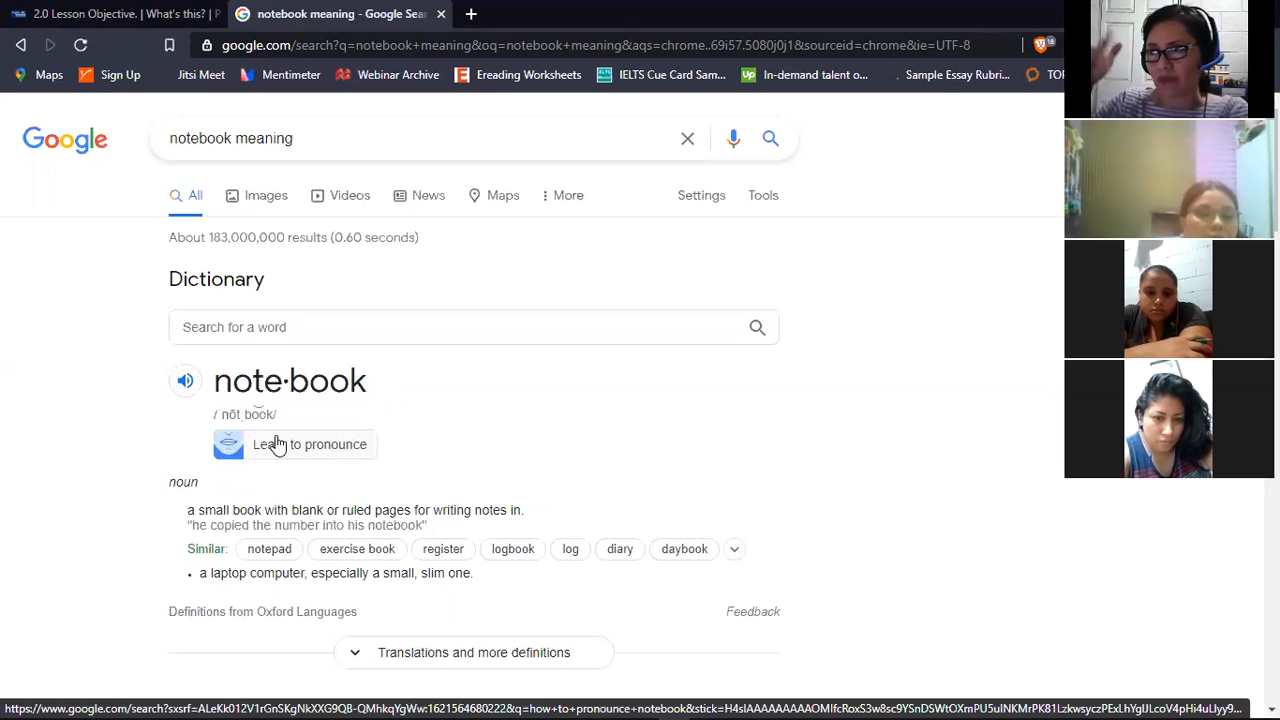 2.0 Lesson Objective. | What's this? |
notebook meaning - Google Se
google.com/search?q=notebook+meaning&oq=notebook+meaning&aqs=chrome..69i57.5080j0j1&sourceid=chrome&ie=UTF-8
18
Maps
Sign Up
Jitsi Meet
Mentimeter
Webinar Archive
Ereading Worksheets
IELTS Cue Card
In-demand talent o...
Sample
by Rubri...
Google
notebook meaning
All
Images
Videos
News
Maps
More
Settings
Tools
About 183,000,000 results (0.60 seconds)
Dictionary
Search for a word
note·book
/ˈnōtˌbo͝ok/
Learn to pronounce
noun
a small book with blank or ruled pages for writing notes in.
"he copied the number into his notebook"
Similar:
notepad
exercise book
register
logbook
log
diary
daybook
• a laptop computer, especially a small, slim one.
Definitions from Oxford Languages
Feedback
Translations and more definitions